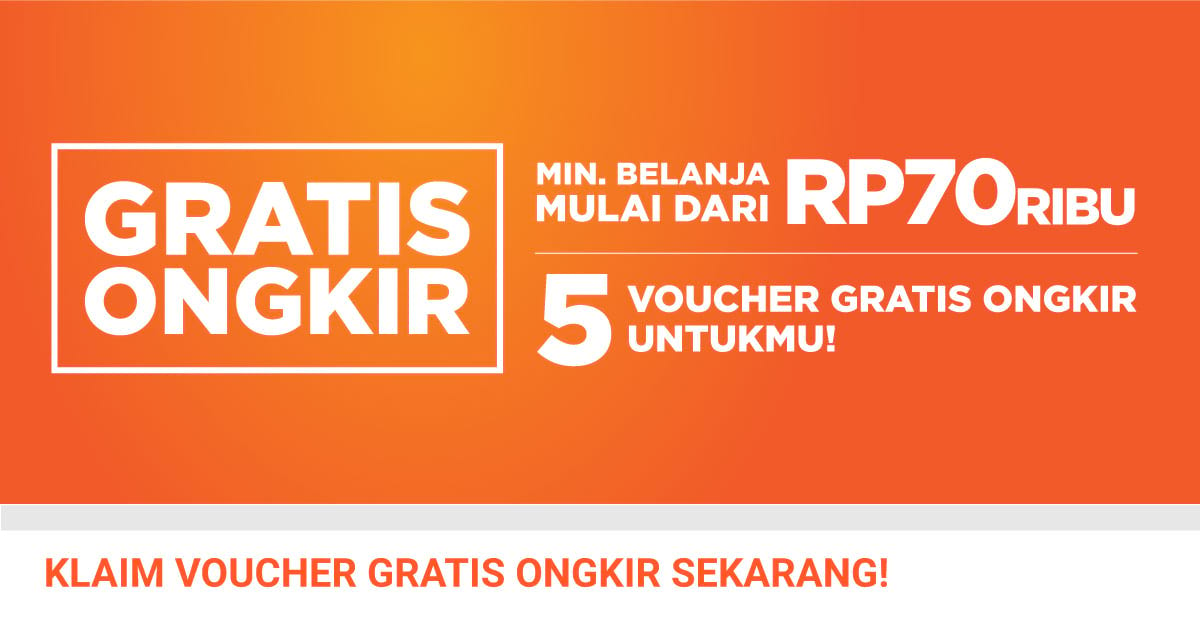 GRATIS
ONGKIR
MIN. BELANJA
MULAI DARI RP70RIBU
5 VOUCHER GRATIS ONGKIR
UNTUKMU!
KLAIM VOUCHER GRATIS ONGKIR SEKARANG!